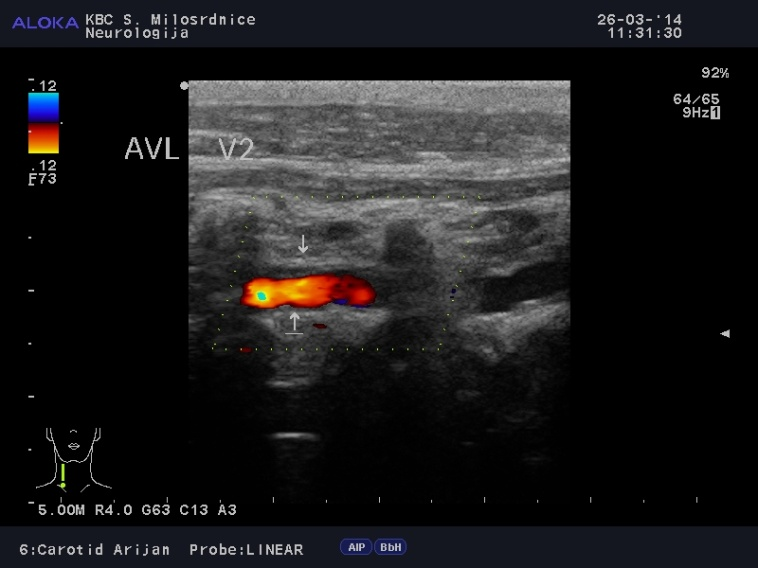 ALOKA KBC S. Milosrdnice 26-03-'14
Neurologija 11:31:30
92%
.12
64/65
9Hz1
AVL V2
.12
F73
5.00M R4.0 G63 C13 A3
6:Carotid Arijan Probe:LINEAR AIP BbH